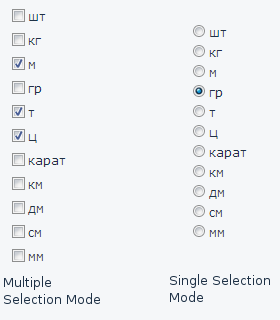 шт
кг
м
гр
т
ц
карат
км
дм
см
мм
Multiple
Selection Mode
шт
кг
м
гр
т
ц
карат
км
дм
см
мм
Single Selection
Mode